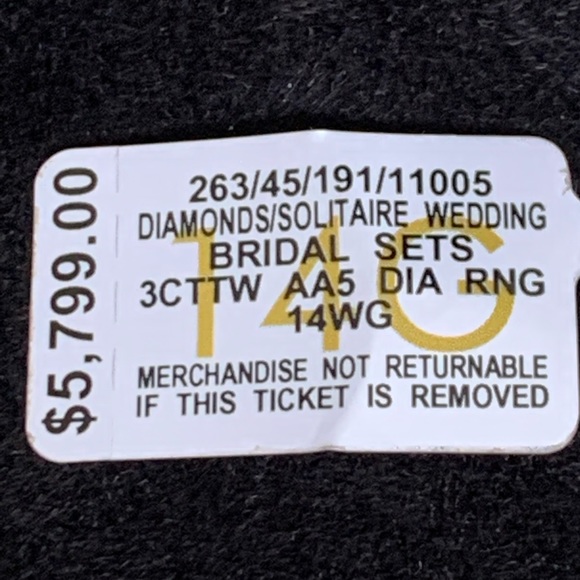 $5,799.00
263/45/191/11005
DIAMONDS/SOLITAIRE WEDDING
BRIDAL SETS
3CTTW AA5 DIA RNG
14WG
14G
MERCHANDISE NOT RETURNABLE
IF THIS TICKET IS REMOVED